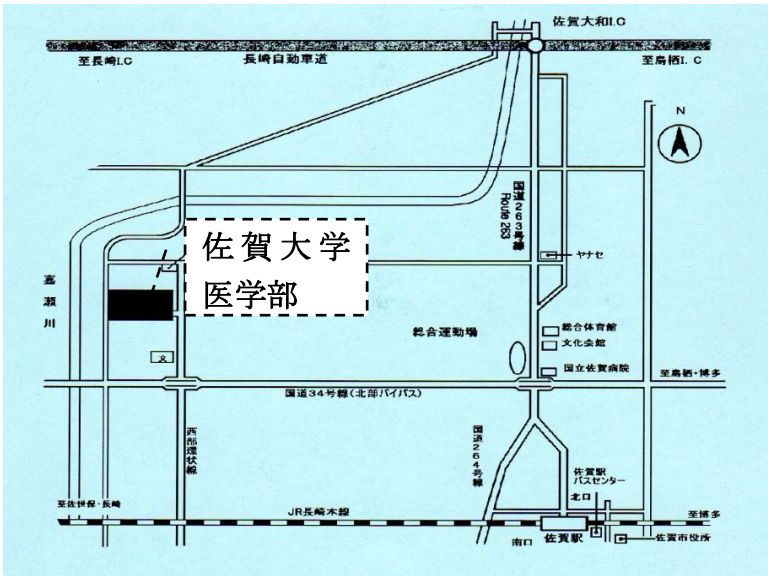 佐賀大和I.C
至長崎I.C
長崎自動車道
至鳥栖I.C
N
国道263号線
Route 263
佐賀大学
医学部
ヤナセ
嘉瀬川
総合運動場
総合体育館
文化会館
国立佐賀病院
文
至鳥栖・博多
国道34号線(北部バイパス)
西部環状線
国道264号線
佐賀駅
バスセンター
北口
至佐世保・長崎
JR長崎本線
至博多
南口
佐賀駅
佐賀市役所